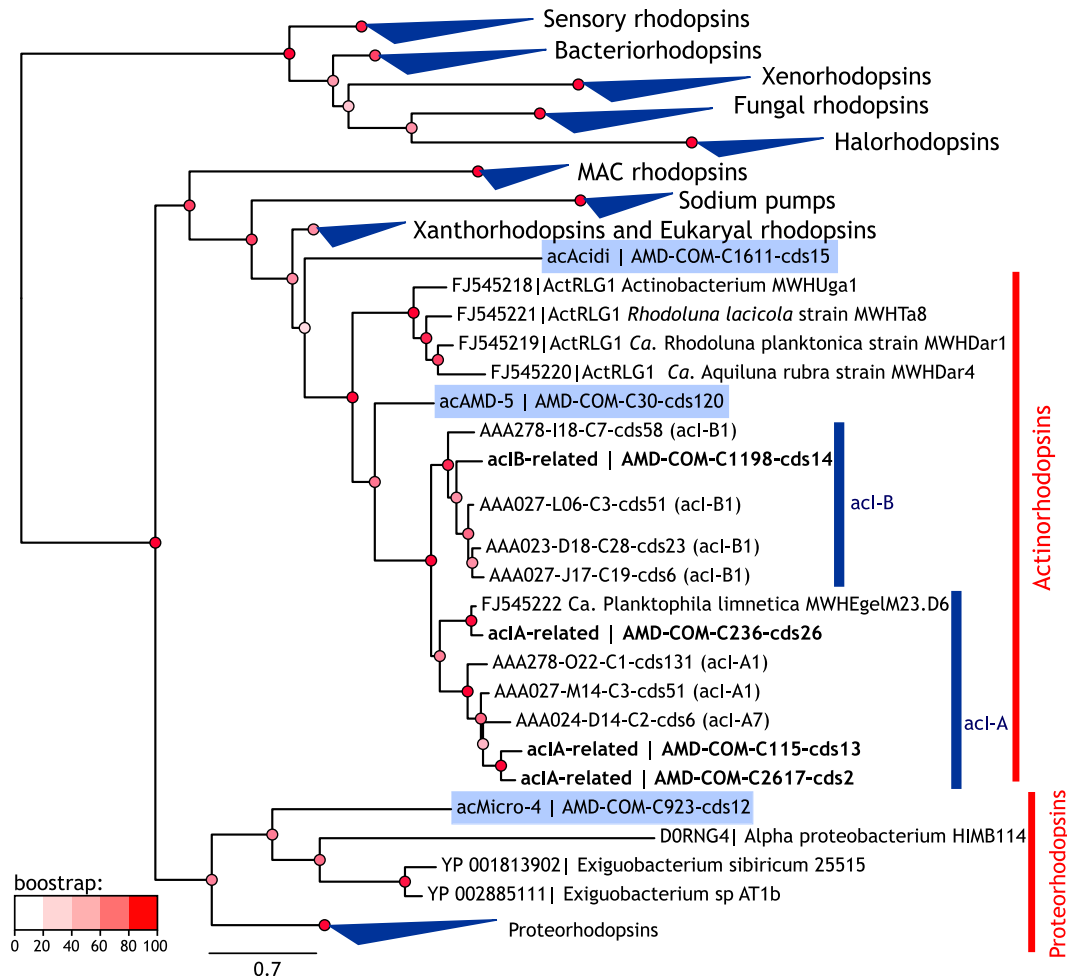 Sensory rhodopsins
Bacteriorhodopsins
Xenorhodopsins
Fungal rhodopsins
Halorhodopsins
MAC rhodopsins
Sodium pumps
Xanthorhodopsins and Eukaryal rhodopsins
acAcidi | AMD-COM-C1611-cds15
FJ545218|ActRLG1 Actinobacterium MWHUga1
FJ545221|ActRLG1 Rhodoluna lacicola strain MWHTa8
FJ545219|ActRLG1 Ca. Rhodoluna planktonica strain MWHDar1
FJ545220|ActRLG1 Ca. Aquiluna rubra strain MWHDar4
acAMD-5 | AMD-COM-C30-cds120
AAA278-I18-C7-cds58 (acI-B1)
acIB-related | AMD-COM-C1198-cds14
AAA027-L06-C3-cds51 (acI-B1)
AAA023-D18-C28-cds23 (acI-B1)
AAA027-J17-C19-cds6 (acI-B1)
acI-B
FJ545222 Ca. Planktophila limnetica MWHEgelM23.D6
acIA-related | AMD-COM-C236-cds26
AAA278-O22-C1-cds131 (acI-A1)
AAA027-M14-C3-cds51 (acI-A1)
AAA024-D14-C2-cds6 (acI-A7)
acIA-related | AMD-COM-C115-cds13
acIA-related | AMD-COM-C2617-cds2
acI-A
Actinorhodopsins
acMicro-4 | AMD-COM-C923-cds12
D0RNG4| Alpha proteobacterium HIMB114
YP 001813902| Exiguobacterium sibiricum 25515
YP 002885111| Exiguobacterium sp AT1b
Proteorhodopsins
Proteorhodopsins
boostrap:
0 20 40 60 80 100
0.7